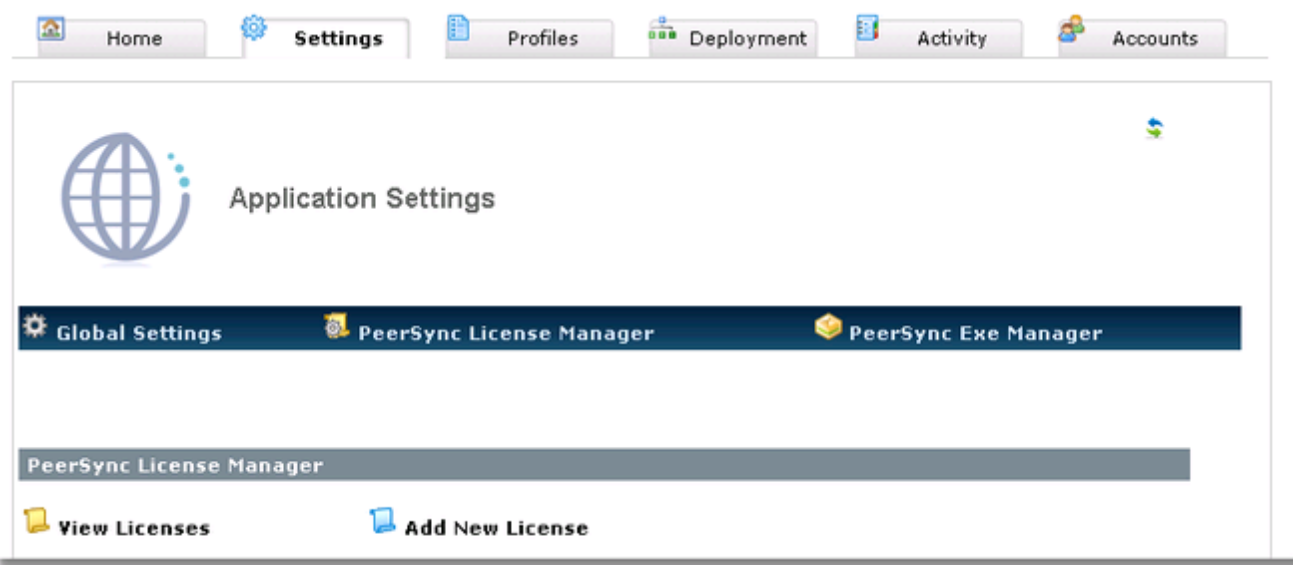 Home Settings Profiles Deployment Activity Accounts
Application Settings
Global Settings PeerSync License Manager PeerSync Exe Manager
PeerSync License Manager
View Licenses Add New License